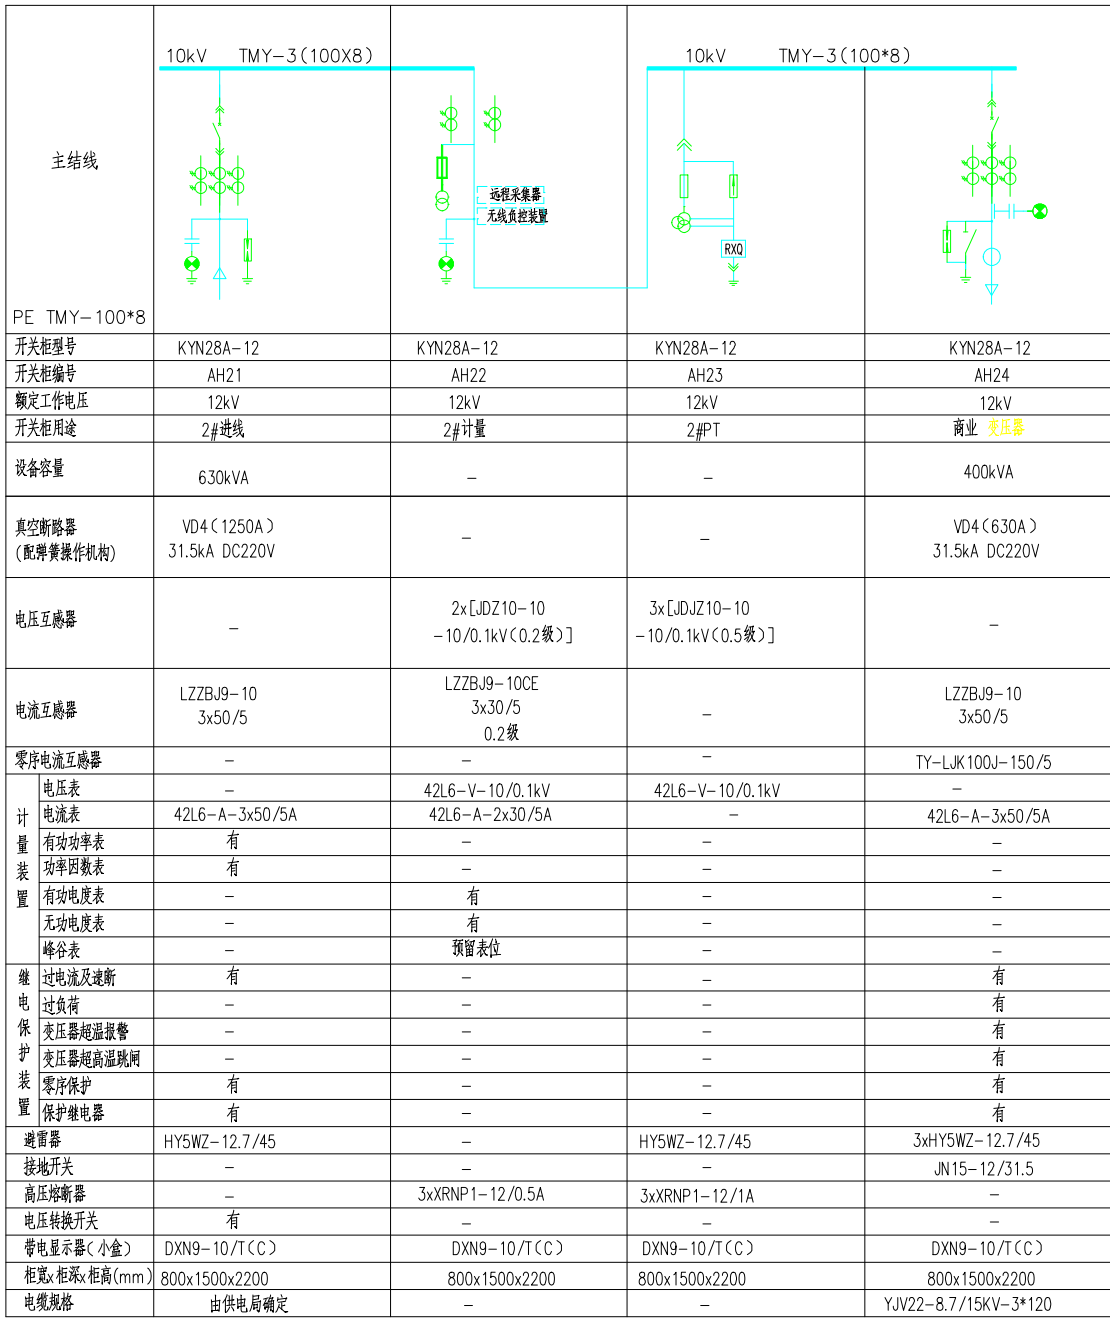 10kV TMY-3(100X8) 10kV TMY-3(100*8)
主结线
远程采集器
无线负控装置
RXQ
PE TMY-100*8
开关柜型号 KYN28A-12 KYN28A-12 KYN28A-12 KYN28A-12
开关柜编号 AH21 AH22 AH23 AH24
额定工作电压 12kV 12kV 12kV 12kV
开关柜用途 2#进线 2#计量 2#PT 商业 变压器
设备容量 630kVA - - 400kVA
真空断路器 VD4(1250A) - - VD4(630A)
(配弹簧操作机构) 31.5kA DC220V 31.5kA DC220V
电压互感器 - 2x[JDZ10-10 3x[JDJZ10-10 -
-10/0.1kV(0.2级)] -10/0.1kV(0.5级)]
电流互感器 LZZBJ9-10 LZZBJ9-10CE - LZZBJ9-10
3x50/5 3x30/5 3x50/5
0.2级
零序电流互感器 - - - TY-LJK100J-150/5
计量装置
电压表 - 42L6-V-10/0.1kV 42L6-V-10/0.1kV -
电流表 42L6-A-3x50/5A 42L6-A-2x30/5A - 42L6-A-3x50/5A
有功功率表 有 - - -
功率因数表 有 - - -
有功电度表 - 有 - -
无功电度表 - 有 - -
峰谷表 - 预留表位 - -
继电保护装置
过电流及速断 有 - - 有
过负荷 - - - 有
变压器超温报警 - - - 有
变压器超高温跳闸 - - - 有
零序保护 有 - - 有
保护继电器 有 - - 有
避雷器 HY5WZ-12.7/45 - HY5WZ-12.7/45 3xHY5WZ-12.7/45
接地开关 - - - JN15-12/31.5
高压熔断器 - 3xXRNP1-12/0.5A 3xXRNP1-12/1A -
电压转换开关 有 - - -
带电显示器(小盒) DXN9-10/T(C) DXN9-10/T(C) DXN9-10/T(C) DXN9-10/T(C)
柜宽x柜深x柜高(mm) 800x1500x2200 800x1500x2200 800x1500x2200 800x1500x2200
电缆规格 由供电局确定 - - YJV22-8.7/15KV-3*120